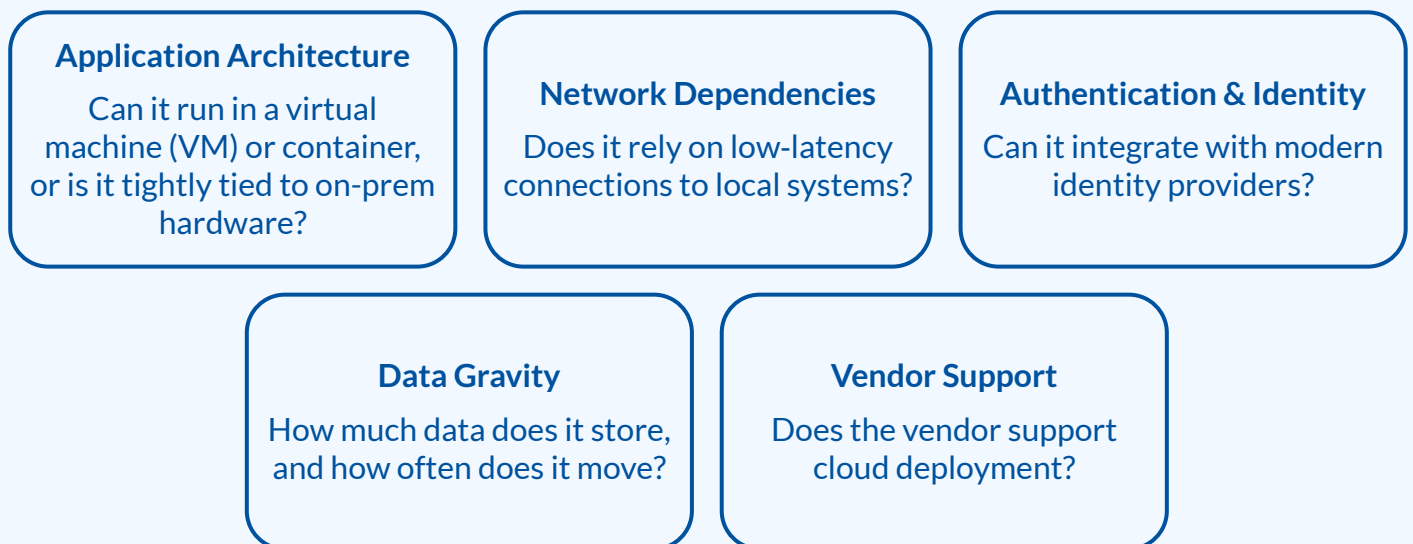 Application Architecture
Can it run in a virtual
machine (VM) or container,
or is it tightly tied to on-prem
hardware?
Network Dependencies
Does it rely on low-latency
connections to local systems?
Authentication & Identity
Can it integrate with modern
identity providers?
Data Gravity
How much data does it store,
and how often does it move?
Vendor Support
Does the vendor support
cloud deployment?